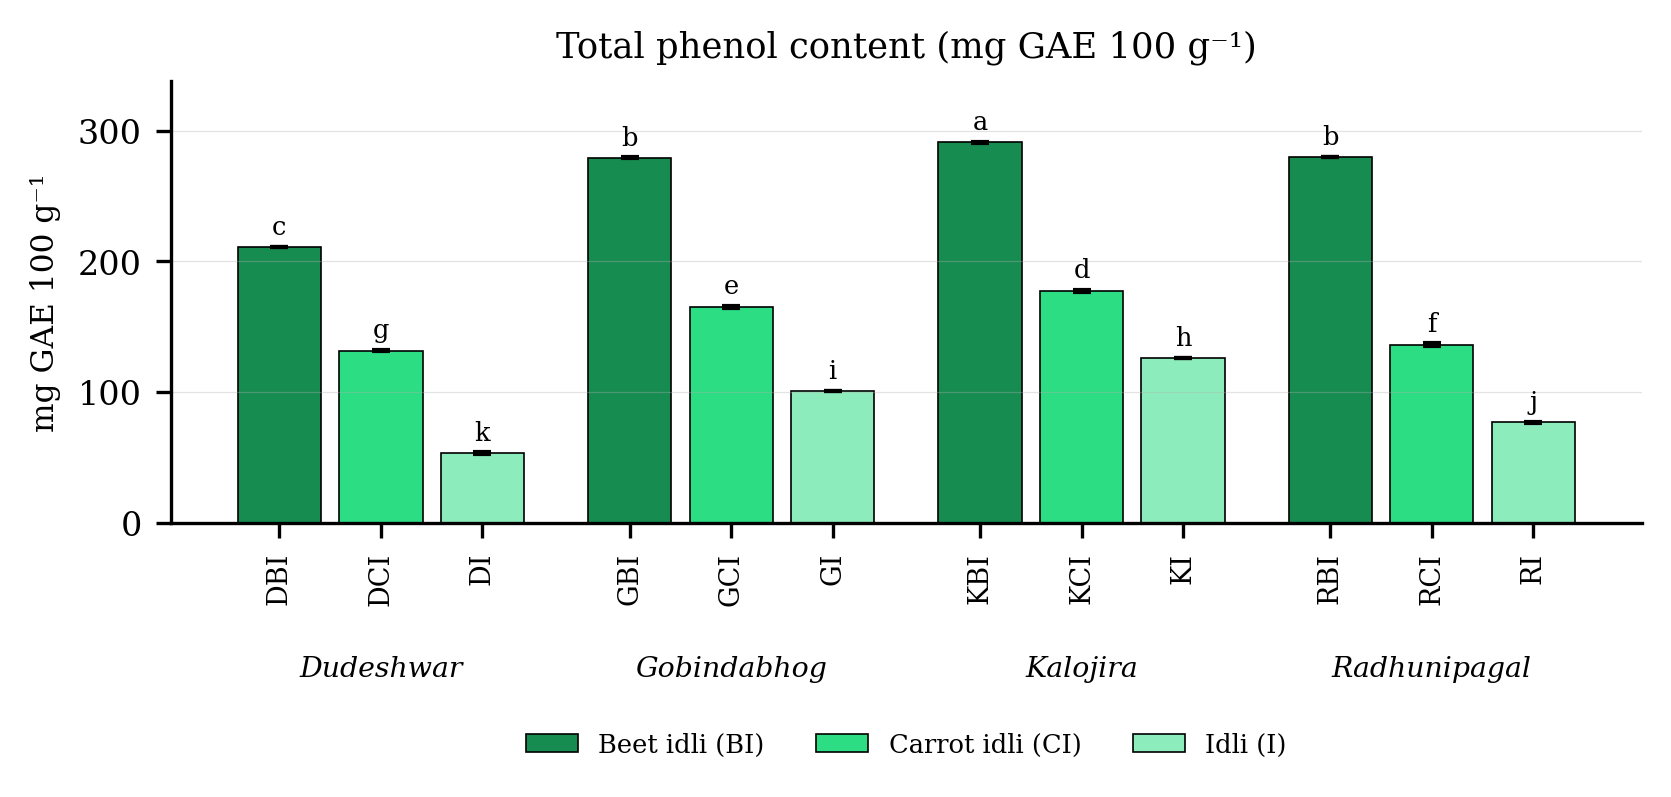 Total phenol content (mg GAE 100 g⁻¹)
mg GAE 100 g⁻¹
300
200
100
0
c
g
k
b
e
i
a
d
h
b
f
j
DBI
DCI
DI
GBI
GCI
GI
KBI
KCI
KI
RBI
RCI
RI
Dudeshwar
Gobindabhog
Kalojira
Radhunipagal
Beet idli (BI)
Carrot idli (CI)
Idli (I)